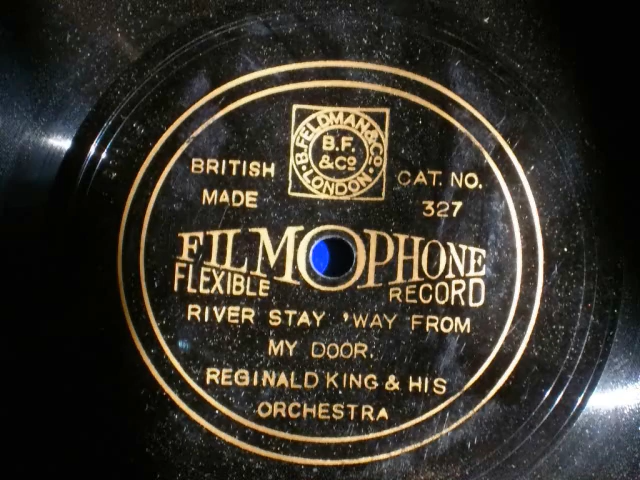 B. FELDMAN & CO
B.F.
& CO
· LONDON ·
BRITISH
MADE
CAT. NO.
327
FILMOPHONE
FLEXIBLE RECORD
RIVER STAY 'WAY FROM
MY DOOR.
REGINALD KING & HIS
ORCHESTRA